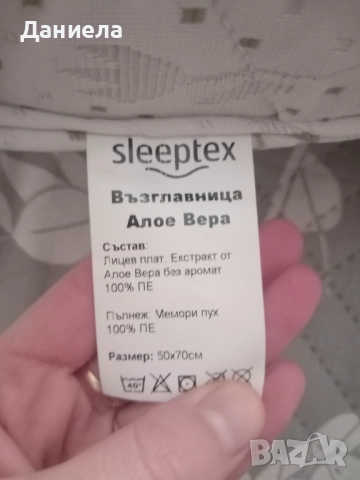 Даниела
sleeptex
Възглавница
Алое Вера
Състав:
Лицев плат. Екстракт от
Алое Вера без аромат
100% ПЕ
Пълнеж: Мемори пух
100% ПЕ
Размер: 50х70см
40°
BAZAR